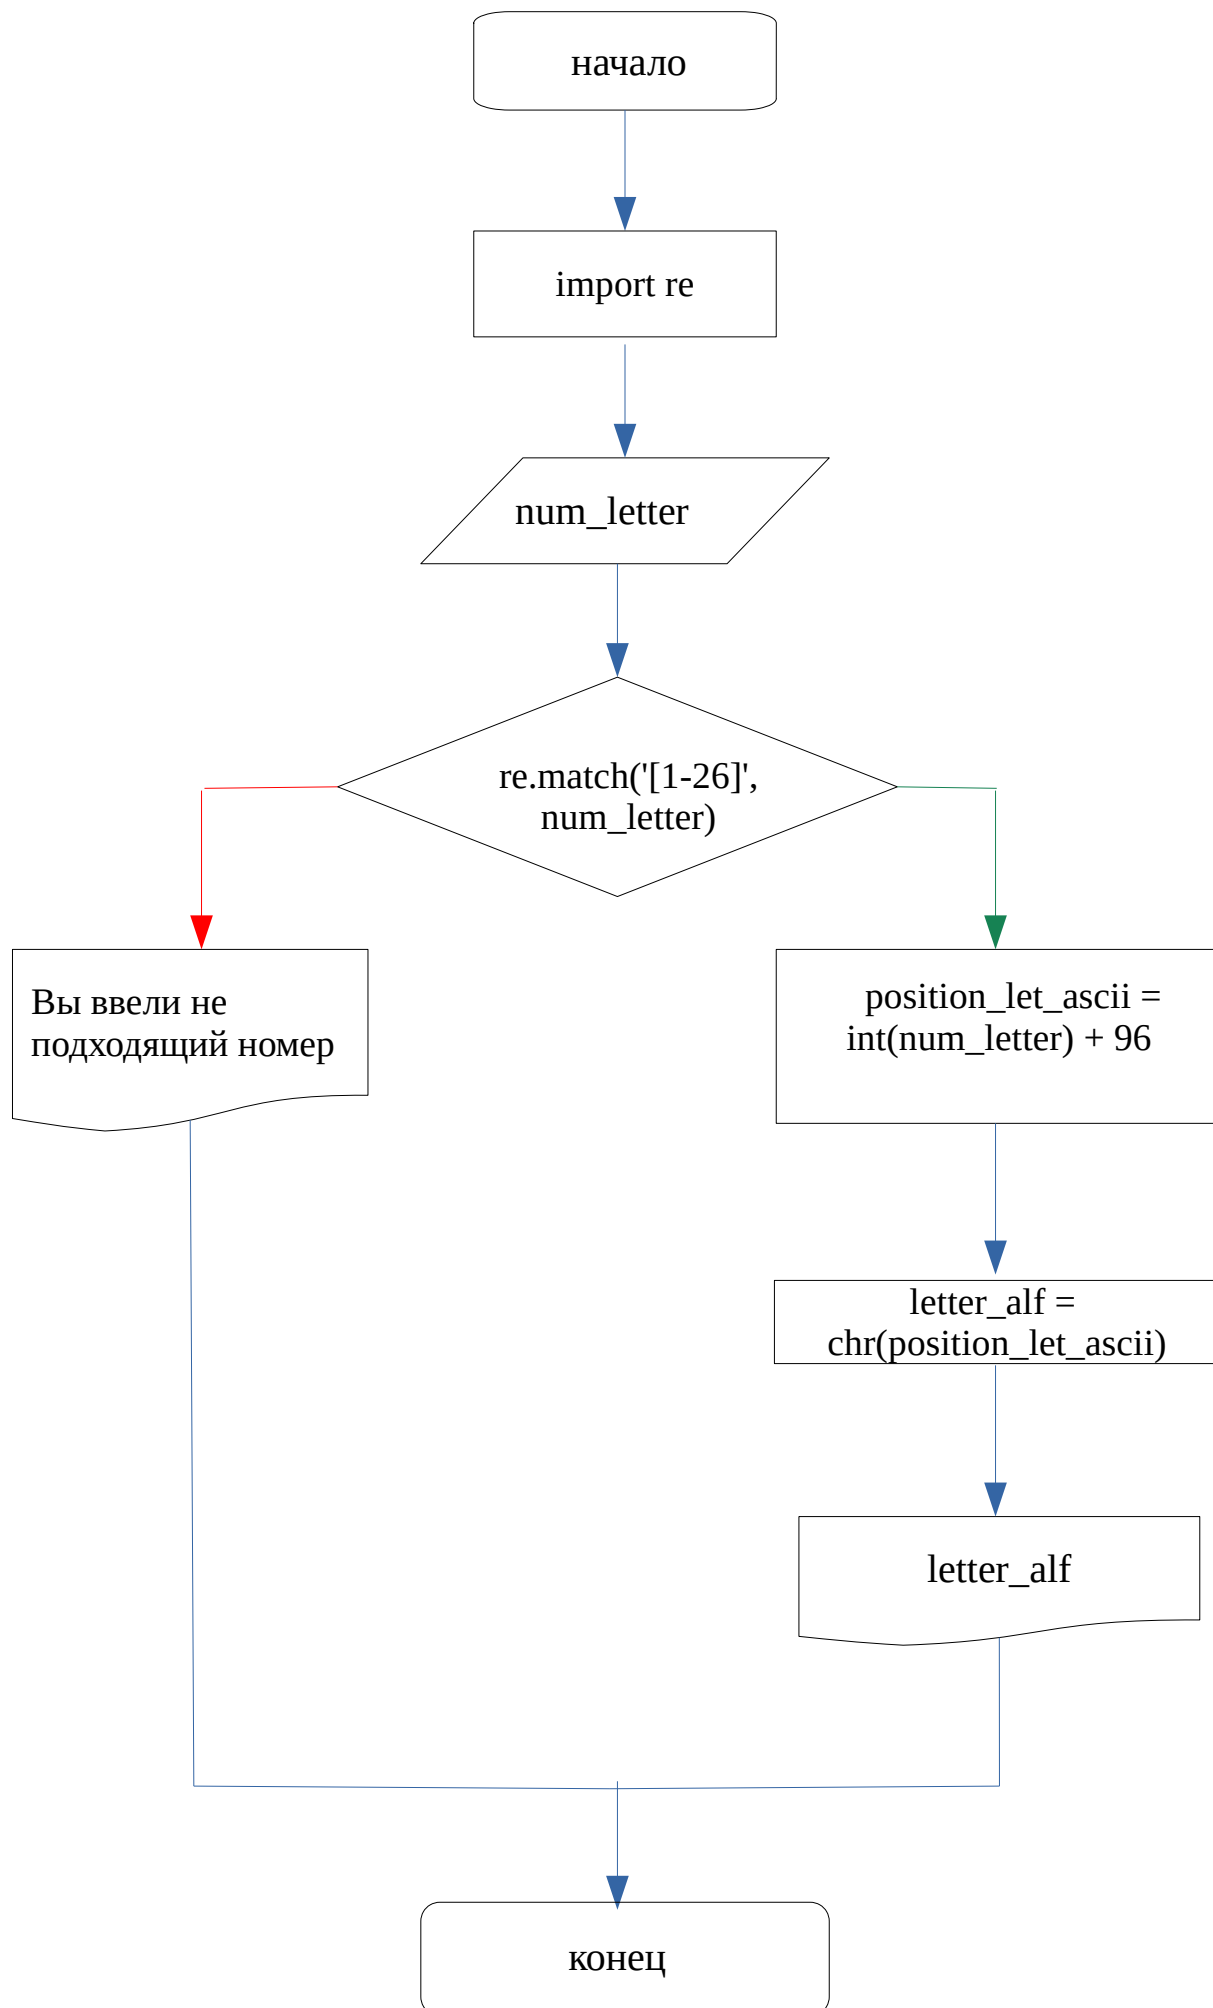 начало
import re
num_letter
re.match('[1-26]',
num_letter)
Вы ввели не
подходящий номер
position_let_ascii =
int(num_letter) + 96
letter_alf =
chr(position_let_ascii)
letter_alf
конец